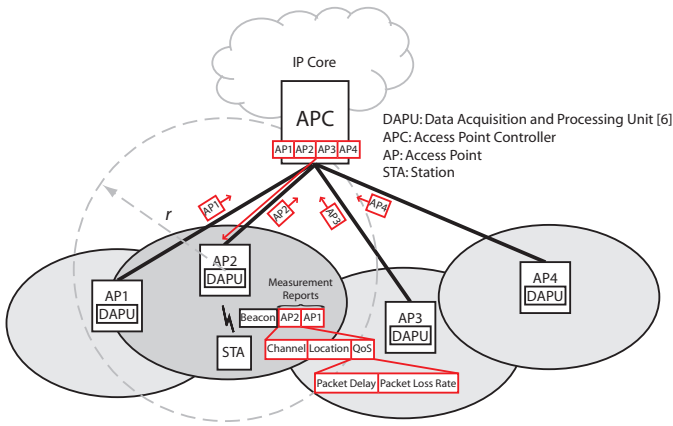 IP Core
APC
AP1 AP2 AP3 AP4
DAPU: Data Acquisition and Processing Unit [6]
APC: Access Point Controller
AP: Access Point
STA: Station
r
AP1
AP2
AP3
AP4
AP2
DAPU
AP1
DAPU
AP4
DAPU
Measurement
Reports
Beacon AP2 AP1
AP3
DAPU
STA
Channel Location QoS
Packet Delay Packet Loss Rate